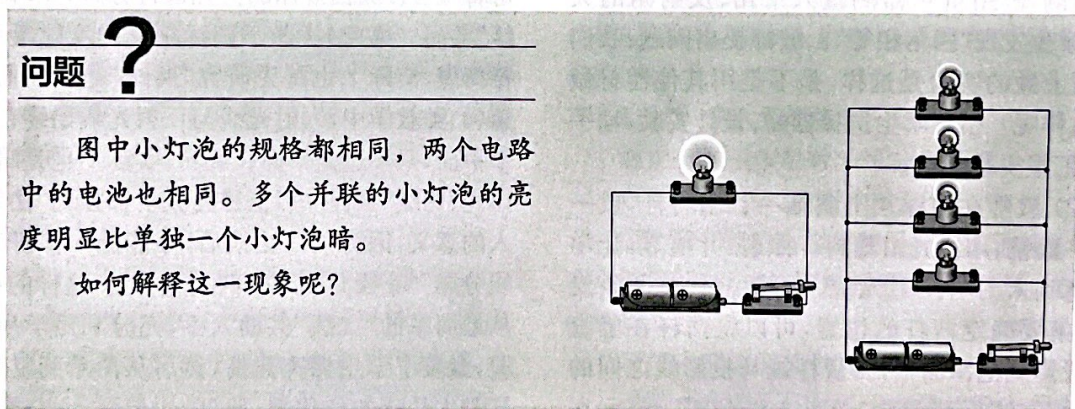 问题?
图中小灯泡的规格都相同，两个电路
中的电池也相同。多个并联的小灯泡的亮
度明显比单独一个小灯泡暗。
如何解释这一现象呢?